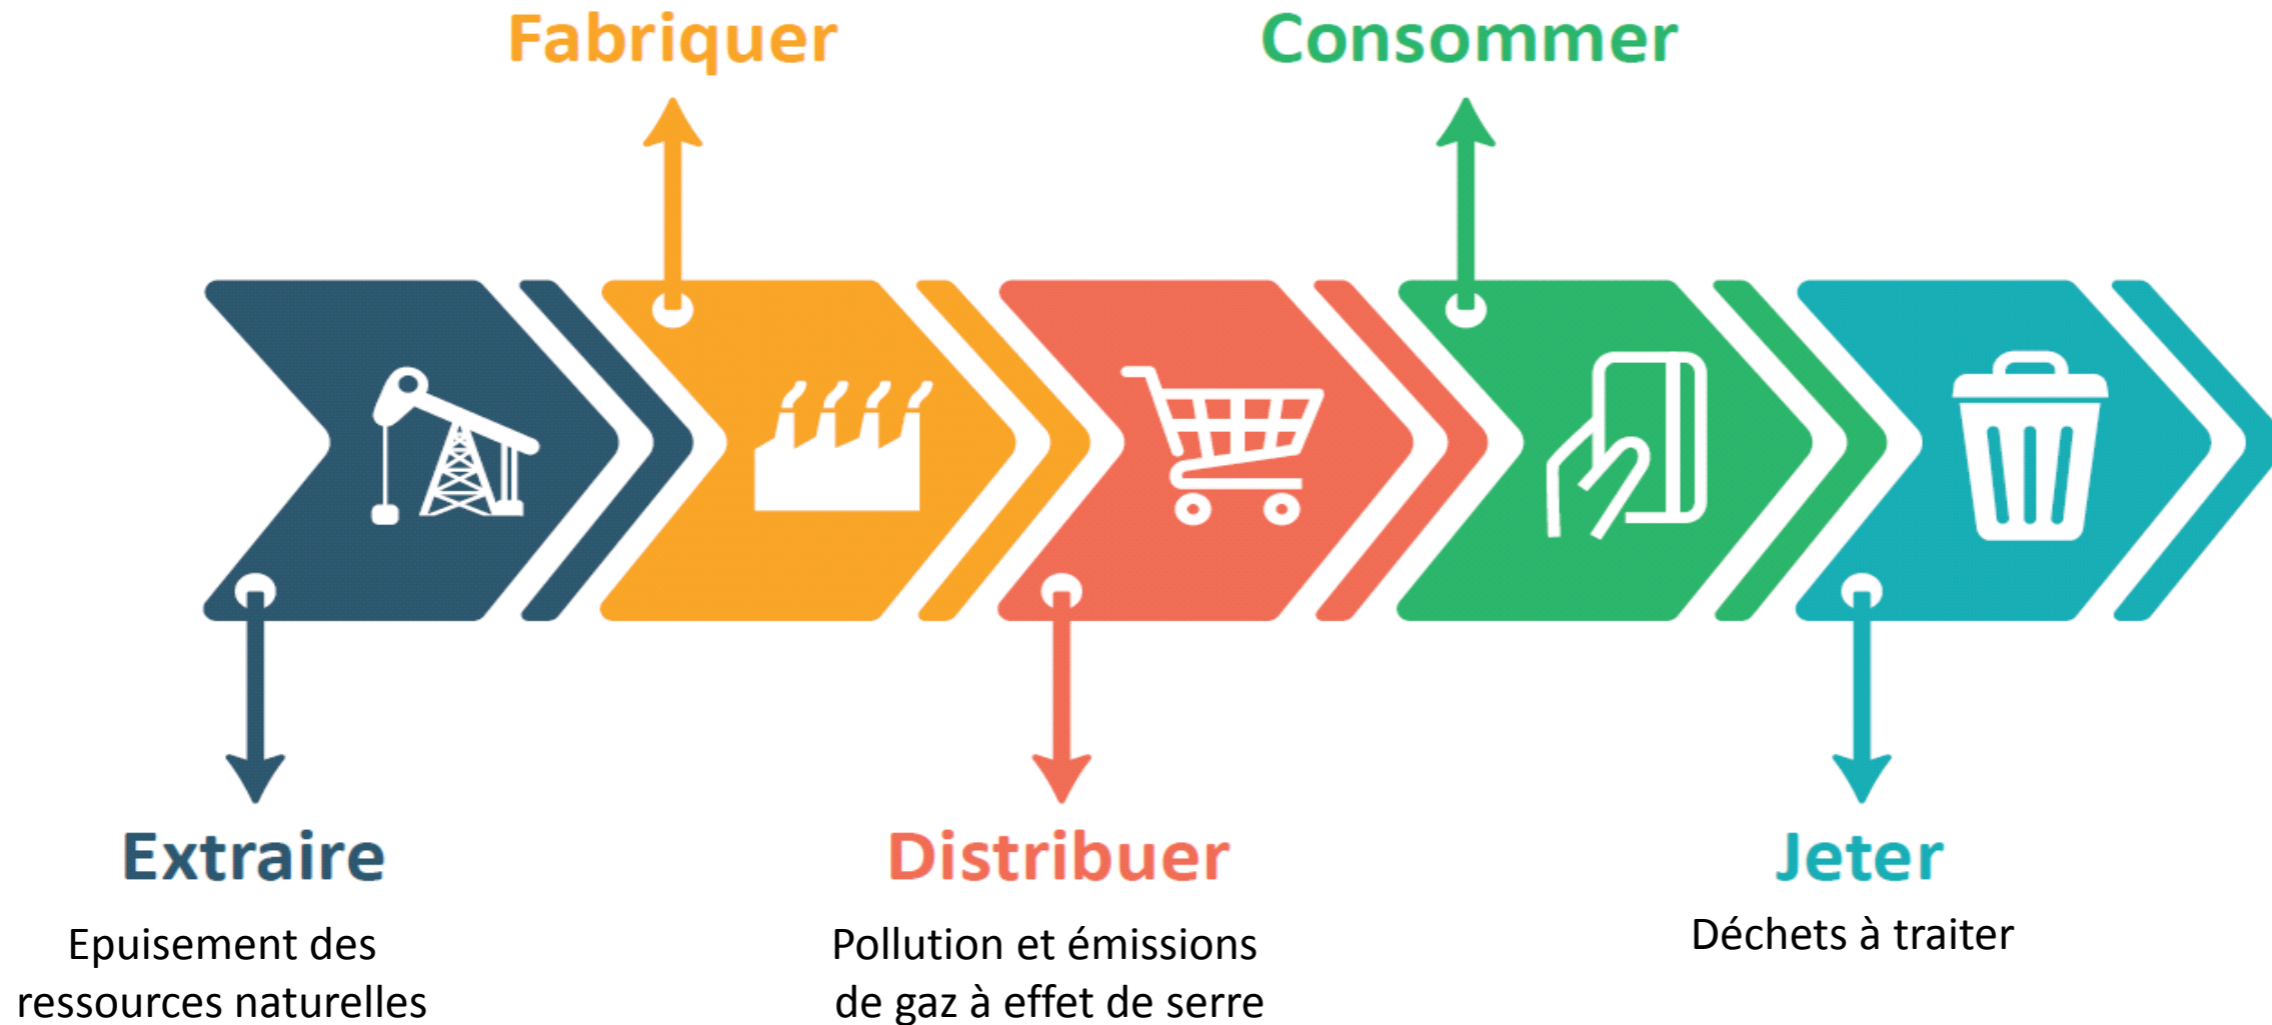 Fabriquer
Consommer
Extraire
Epuisement des
ressources naturelles
Distribuer
Pollution et émissions
de gaz à effet de serre
Jeter
Déchets à traiter